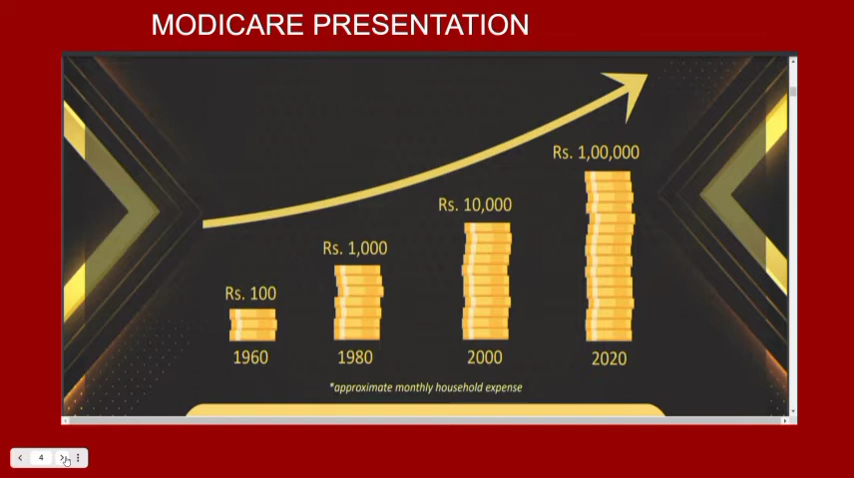 MODICARE PRESENTATION
Rs. 1,00,000
Rs. 10,000
Rs. 1,000
Rs. 100
1960
1980
2000
2020
*approximate monthly household expense
4